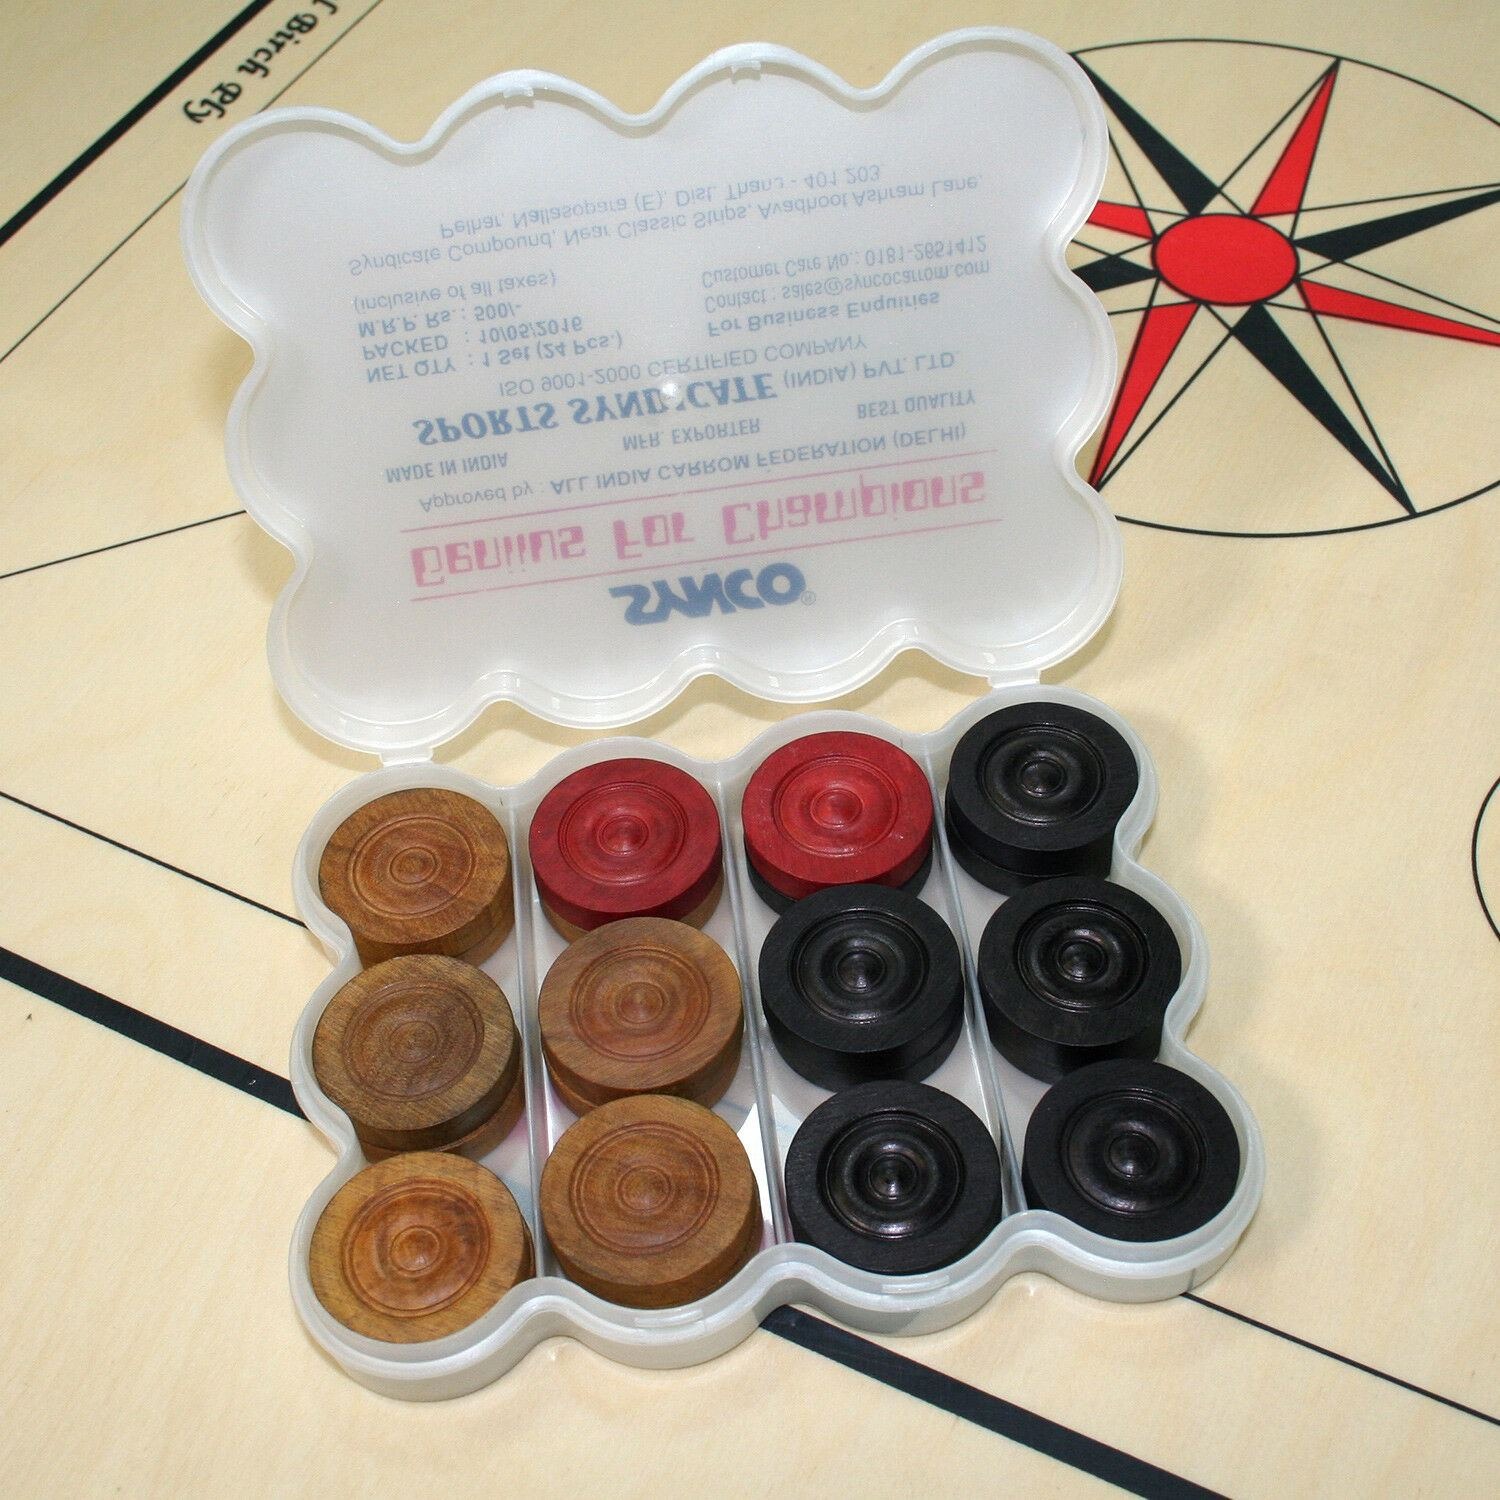 Birch Ply
SYNCO®
Geniius For Champions
Approved by : ALL INDIA CARROM FEDERATION (DELHI)
MADE IN INDIA MFR. EXPORTER BEST QUALITY
SPORTS SYNDICATE (INDIA) PVT. LTD.
ISO 9001-2000 CERTIFIED COMPANY
NET QTY : 1 Set (24 Pcs.)
PACKED : 10/05/2016
M.R.P. Rs. : 500/-
(inclusive of all taxes)
For Business Enquiries
Contact : sales@syncocarrom.com
Customer Care No.: 0181-2651412
Syndicate Compound, Near Classic Strips, Avadhoot Ashram Lane,
Pelhar, Nallasopara (E), Dist. - 401 203.